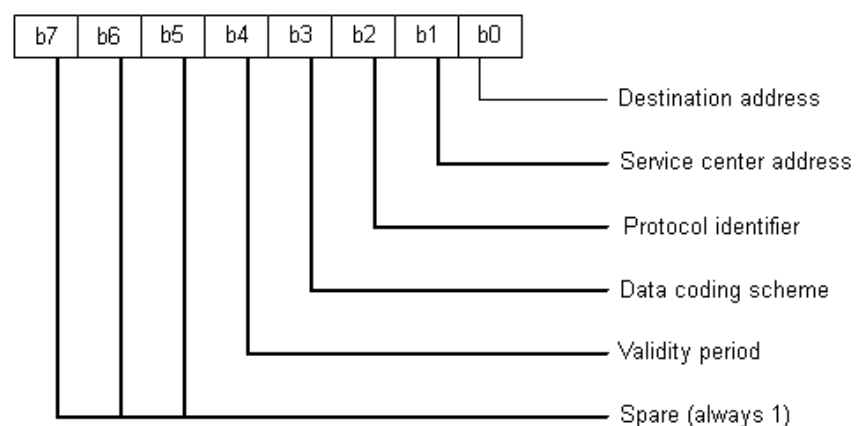 b7 b6 b5 b4 b3 b2 b1 b0
Destination address
Service center address
Protocol identifier
Data coding scheme
Validity period
Spare (always 1)